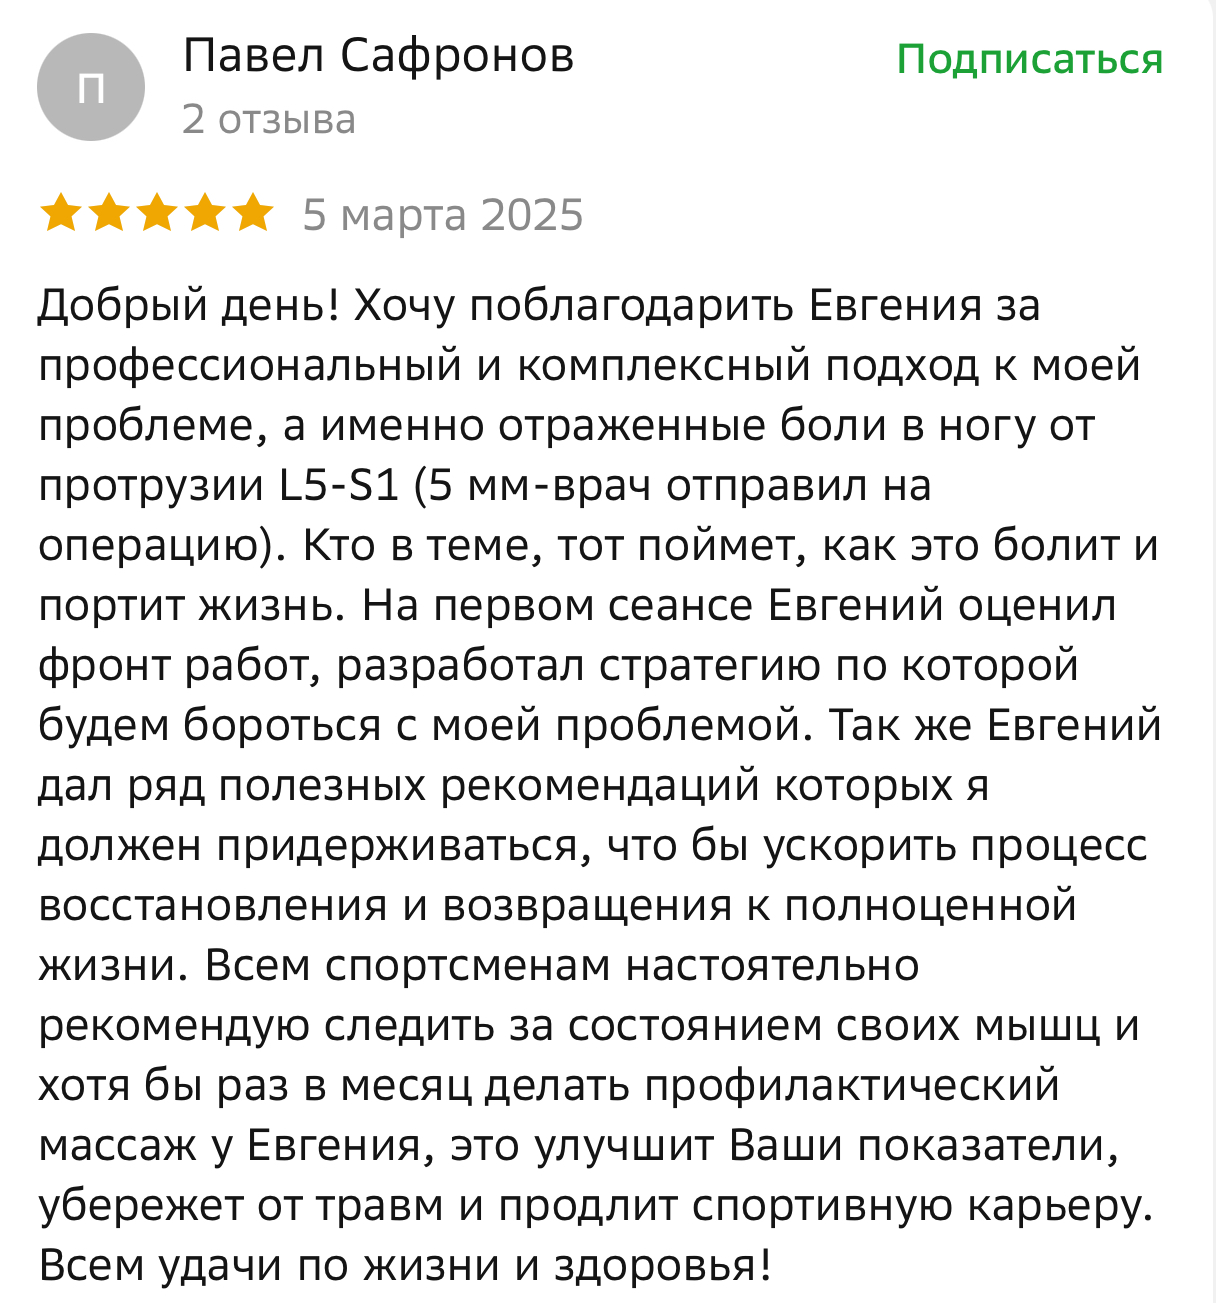 П
Павел Сафронов
Подписаться
2 отзыва
5 марта 2025
Добрый день! Хочу поблагодарить Евгения за
профессиональный и комплексный подход к моей
проблеме, а именно отраженные боли в ногу от
протрузии L5-S1 (5 мм-врач отправил на
операцию). Кто в теме, тот поймет, как это болит и
портит жизнь. На первом сеансе Евгений оценил
фронт работ, разработал стратегию по которой
будем бороться с моей проблемой. Так же Евгений
дал ряд полезных рекомендаций которых я
должен придерживаться, что бы ускорить процесс
восстановления и возвращения к полноценной
жизни. Всем спортсменам настоятельно
рекомендую следить за состоянием своих мышц и
хотя бы раз в месяц делать профилактический
массаж у Евгения, это улучшит Ваши показатели,
убережет от травм и продлит спортивную карьеру.
Всем удачи по жизни и здоровья!